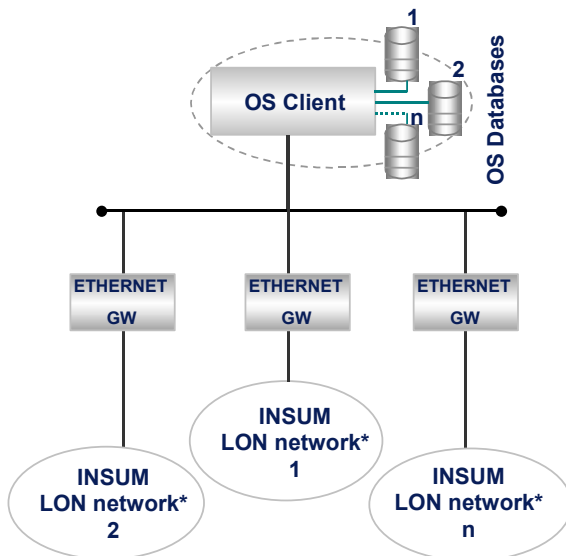 1
2
OS Client
n
OS Databases
ETHERNET
GW
ETHERNET
GW
ETHERNET
GW
INSUM
LON network*
1
INSUM
LON network*
2
INSUM
LON network*
n